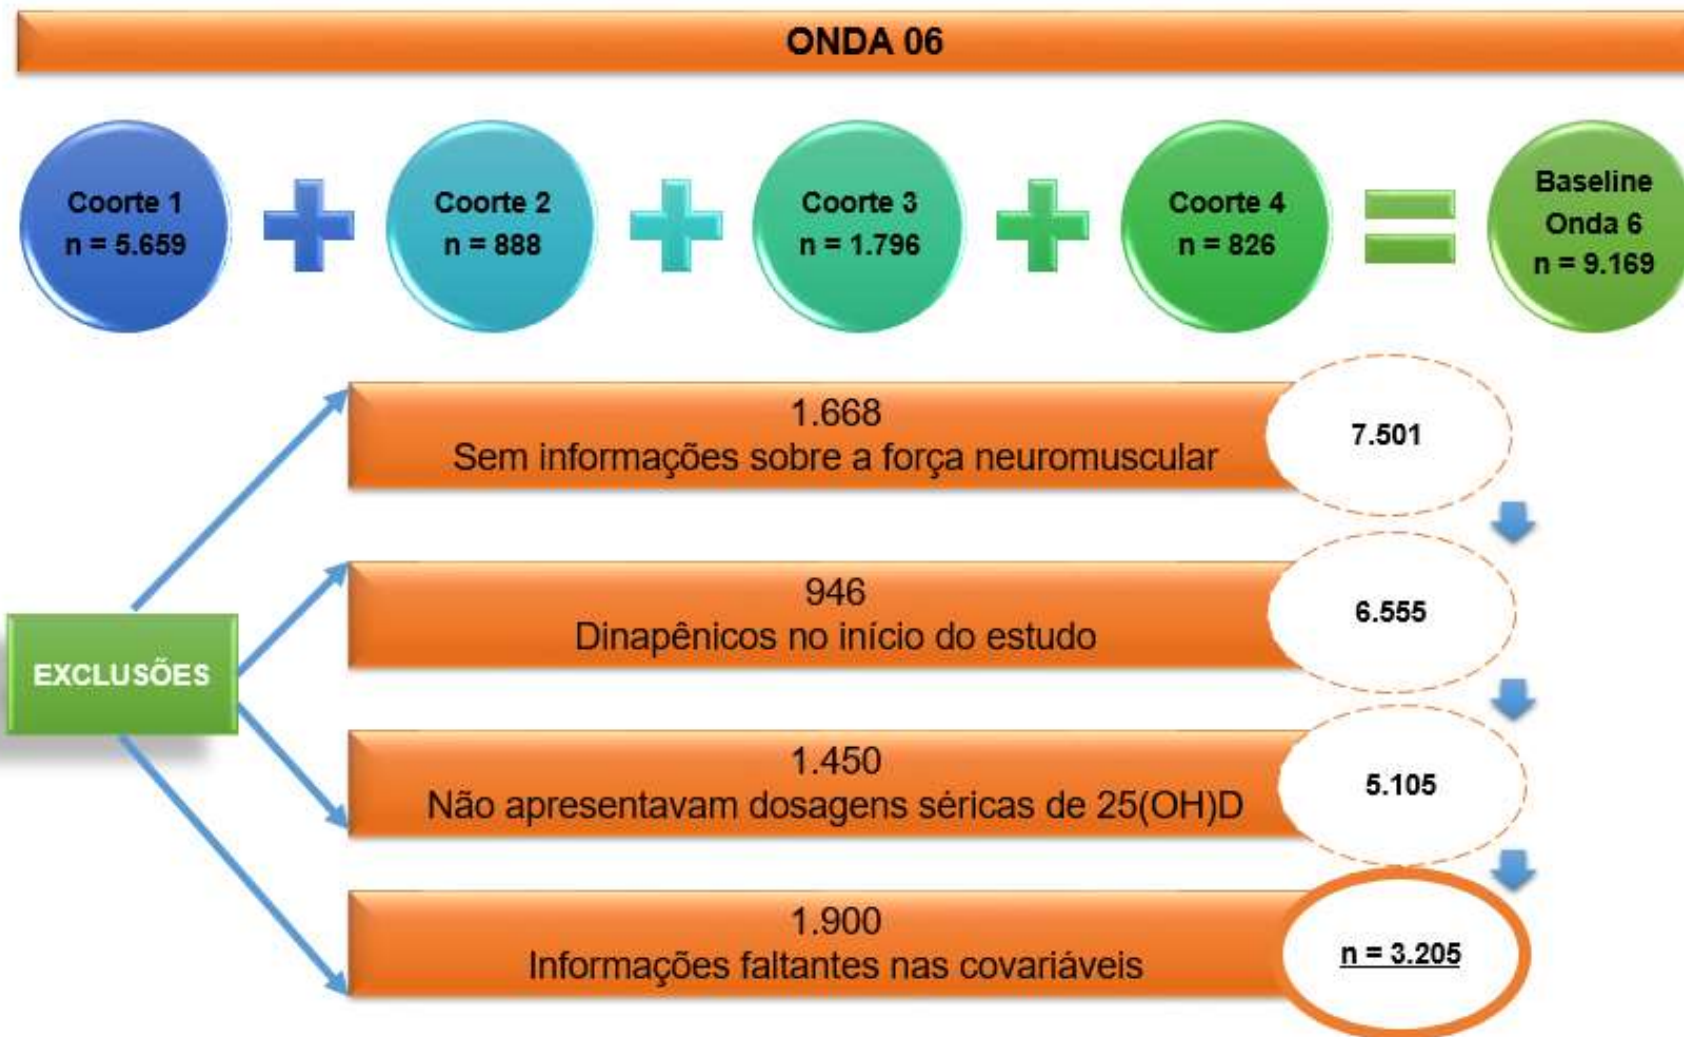 ONDA 06
Coorte 1
n = 5.659
Coorte 2
n = 888
Coorte 3
n = 1.796
Coorte 4
n = 826
Baseline
Onda 6
n = 9.169
1.668
Sem informações sobre a força neuromuscular
7.501
946
Dinapênicos no início do estudo
6.555
EXCLUSÕES
1.450
Não apresentavam dosagens séricas de 25(OH)D
5.105
1.900
Informações faltantes nas covariáveis
n = 3.205